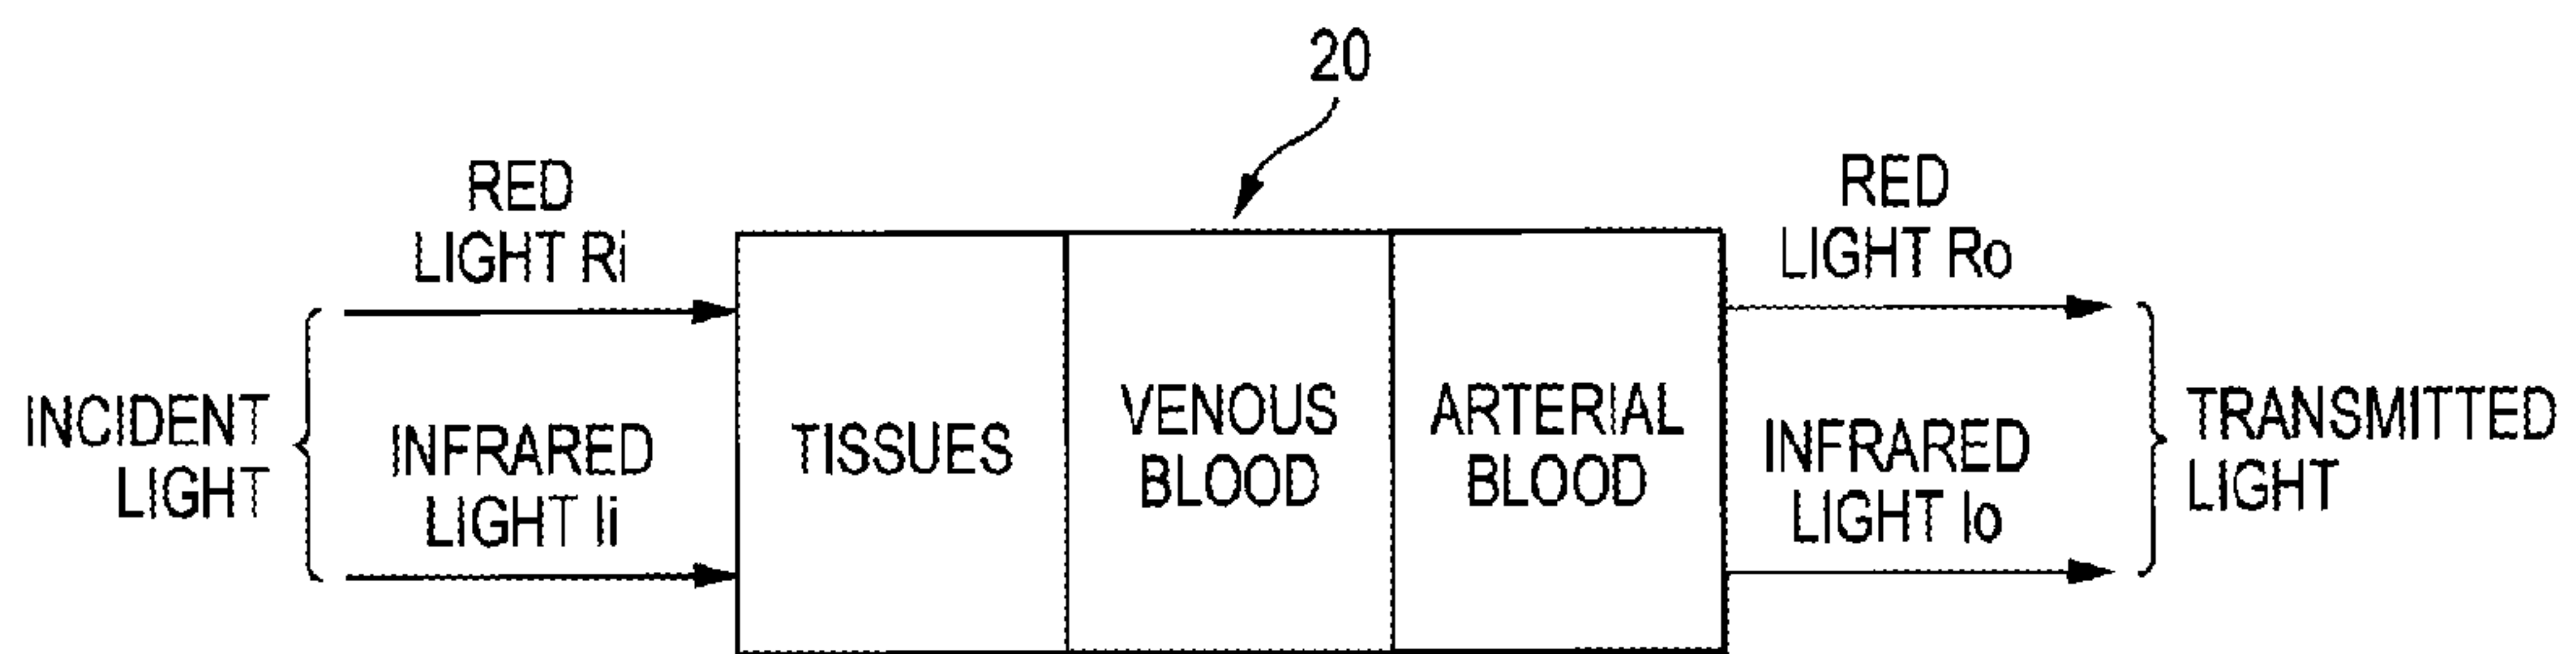 20
RED
LIGHT Ri
RED
LIGHT Ro
INCIDENT
LIGHT
INFRARED
LIGHT Ii
TISSUES
VENOUS
BLOOD
ARTERIAL
BLOOD
INFRARED
LIGHT Io
TRANSMITTED
LIGHT